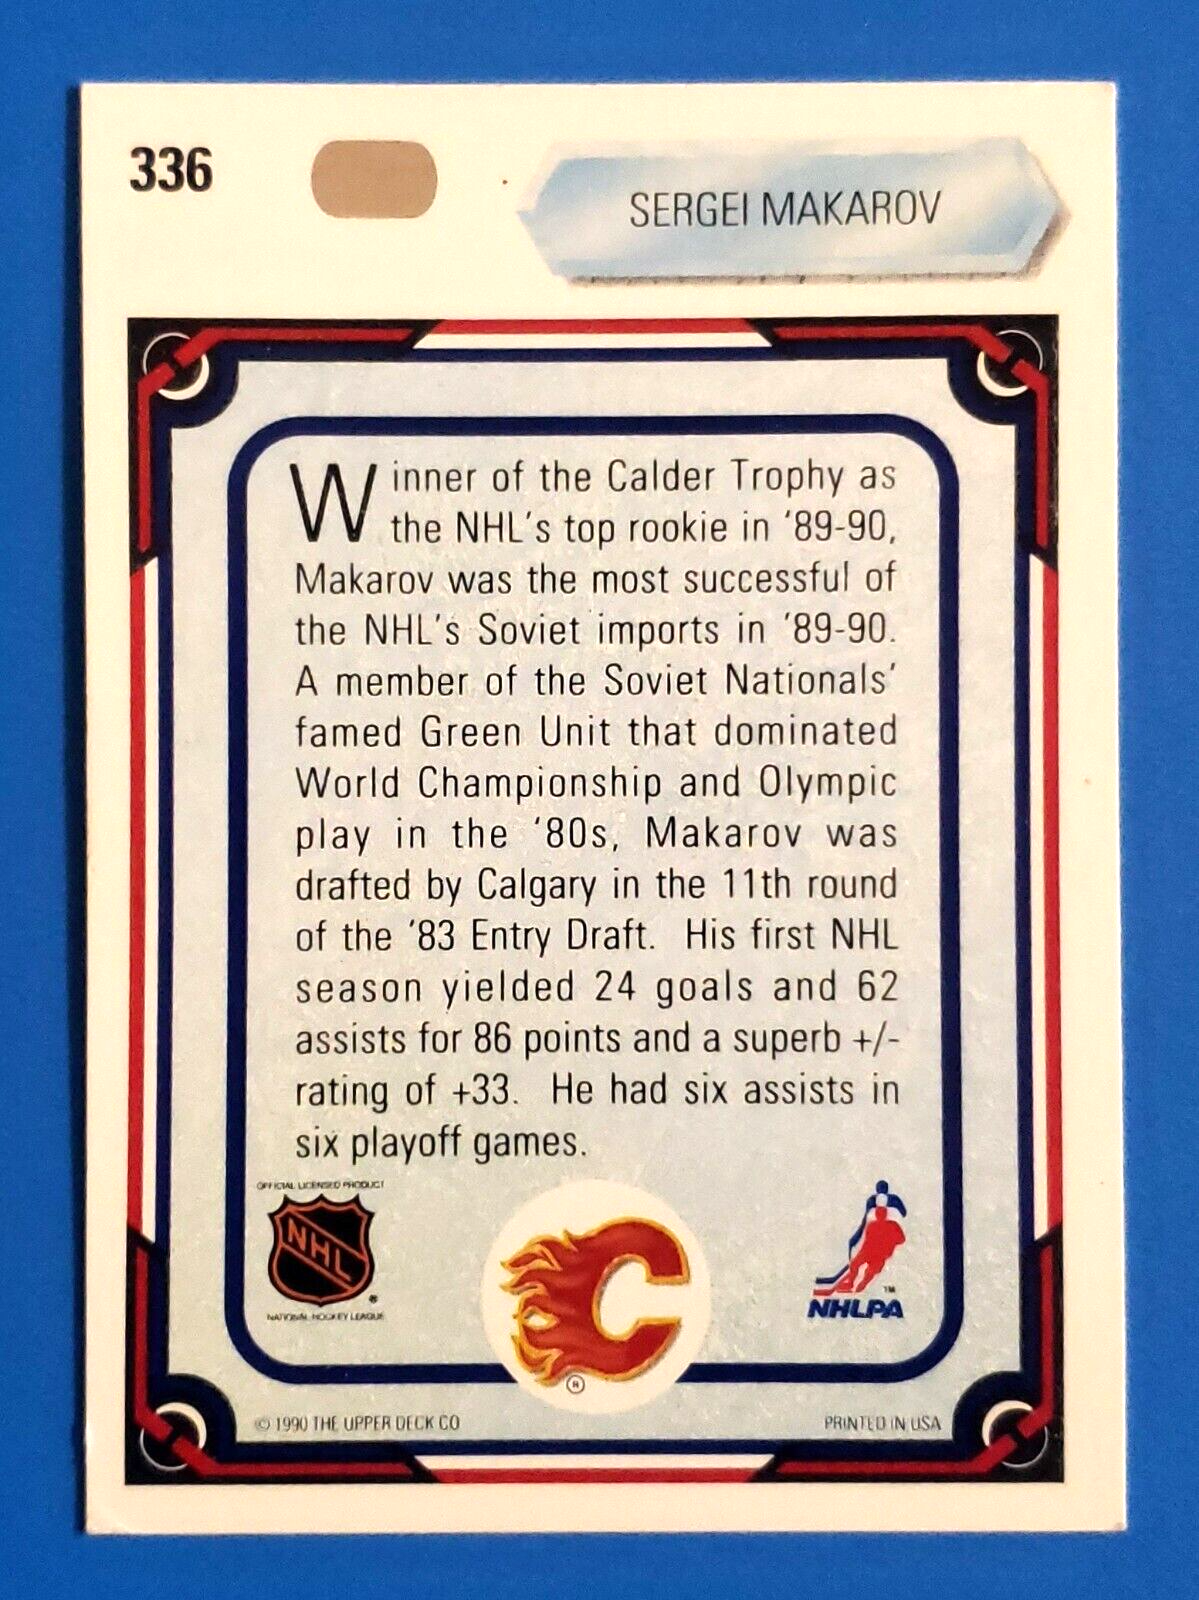 336
SERGEI MAKAROV
Winner of the Calder Trophy as
the NHL's top rookie in '89-90,
Makarov was the most successful of
the NHL's Soviet imports in '89-90.
A member of the Soviet Nationals'
famed Green Unit that dominated
World Championship and Olympic
play in the '80s, Makarov was
drafted by Calgary in the 11th round
of the '83 Entry Draft. His first NHL
season yielded 24 goals and 62
assists for 86 points and a superb +/-
rating of +33. He had six assists in
six playoff games.
OFFICIAL LICENSED PRODUCT
NHL
®
NATIONAL HOCKEY LEAGUE
C
®
TM
NHLPA
© 1990 THE UPPER DECK CO
PRINTED IN USA